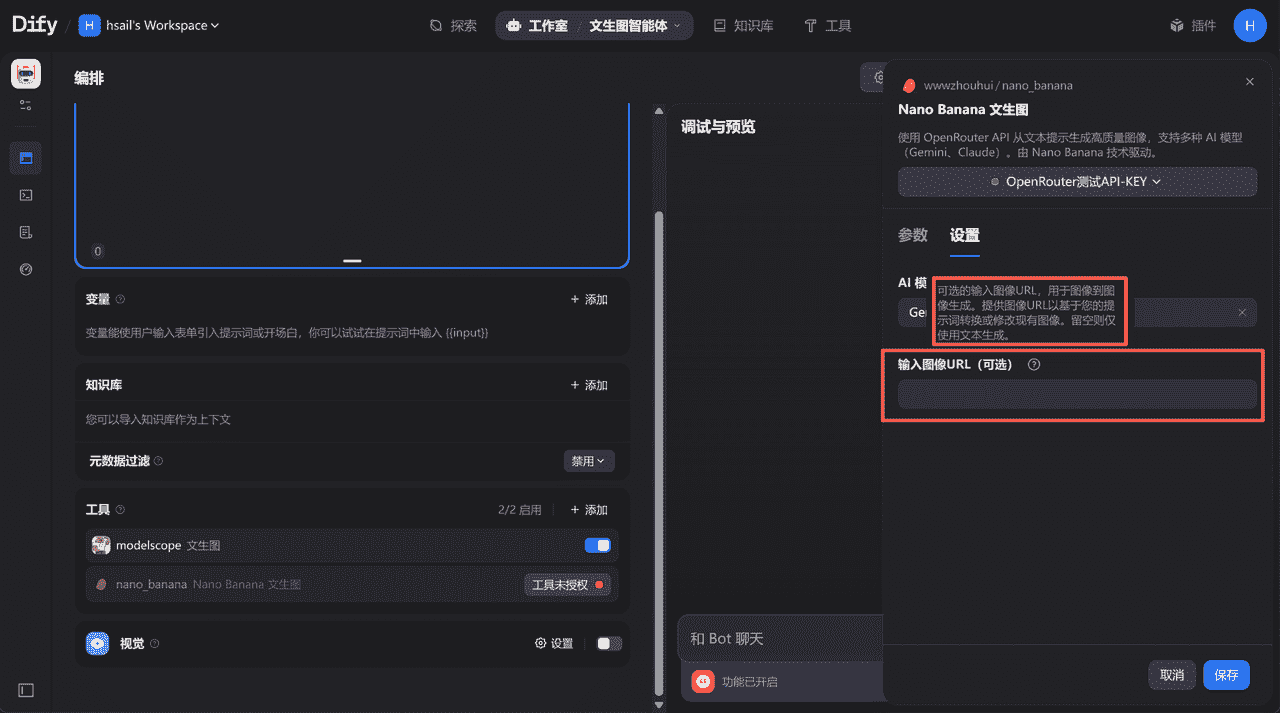 Dify / H hsail's Workspace
探索
工作室 / 文生图智能体
知识库
工具
插件
H
编排
0
变量
+ 添加
变量能使用户输入表单引入提示词或开场白，你可以试试在提示词中输入 {{input}}
知识库
+ 添加
您可以导入知识库作为上下文
元数据过滤
禁用
工具
2/2 启用
+ 添加
modelscope 文生图
nano_banana Nano Banana 文生图
工具未授权
视觉
设置
调试与预览
和 Bot 聊天
功能已开启
wwwzhouhui / nano_banana
Nano Banana 文生图
使用 OpenRouter API 从文本提示生成高质量图像，支持多种 AI 模型
（Gemini、Claude）。由 Nano Banana 技术驱动。
OpenRouter测试API-KEY
参数
设置
AI 模
Ge
可选的输入图像URL，用于图像到图
像生成。提供图像URL以基于您的提
示词转换或修改现有图像。留空则仅
使用文本生成。
输入图像URL（可选）
取消
保存